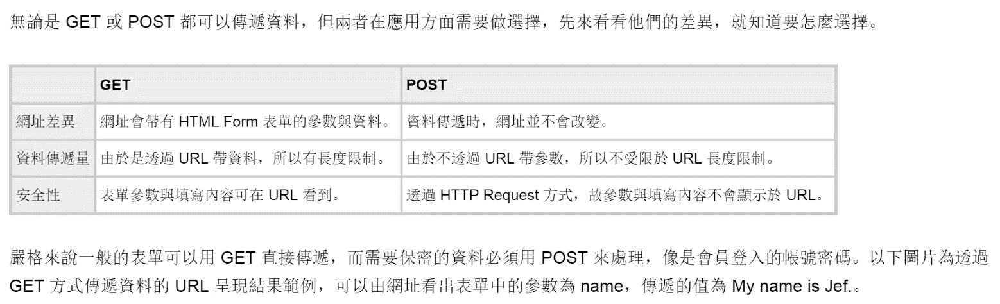 無論是 GET 或 POST 都可以傳遞資料，但兩者在應用方面需要做選擇，先來看看他們的差異，就知道要怎麼選擇。
GET POST
網址差異 網址會帶有 HTML Form 表單的參數與資料。 資料傳遞時，網址並不會改變。
資料傳遞量 由於是透過 URL 帶資料，所以有長度限制。 由於不透過 URL 帶參數，所以不受限於 URL 長度限制。
安全性 表單參數與填寫內容可在 URL 看到。 透過 HTTP Request 方式，故參數與填寫內容不會顯示於 URL。
嚴格來說一般的表單可以用 GET 直接傳遞，而需要保密的資料必須用 POST 來處理，像是會員登入的帳號密碼。以下圖片為透過
GET 方式傳遞資料的 URL 呈現結果範例，可以由網址看出表單中的參數為 name，傳遞的值為 My name is Jef.。